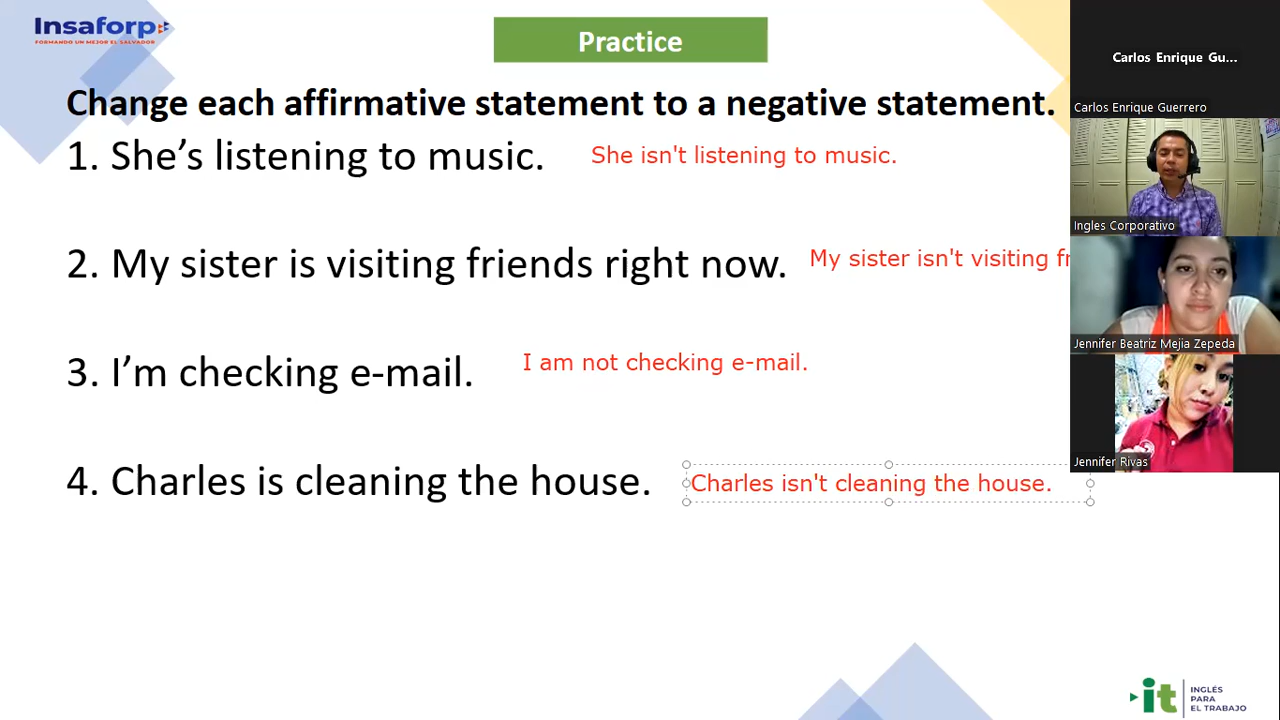 Insaforp
FORMANDO UN MEJOR EL SALVADOR
Practice
Change each affirmative statement to a negative statement.
1. She’s listening to music.
She isn't listening to music.
2. My sister is visiting friends right now.
My sister isn't visiting fr
3. I’m checking e-mail.
I am not checking e-mail.
4. Charles is cleaning the house.
Charles isn't cleaning the house.
Carlos Enrique Gu...
Carlos Enrique Guerrero
Ingles Corporativo
Jennifer Beatriz Mejia Zepeda
Jennifer Rivas
it
INGLÉS
PARA
EL TRABAJO